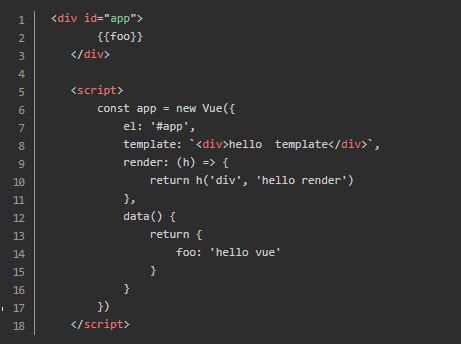 1 <div id="app">
2 {{foo}}
3 </div>
4
5 <script>
6 const app = new Vue({
7 el: '#app',
8 template: `<div>hello  template</div>`,
9 render: (h) => {
10 return h('div', 'hello render')
11 },
12 data() {
13 return {
14 foo: 'hello vue'
15 }
16 }
17 })
18 </script>